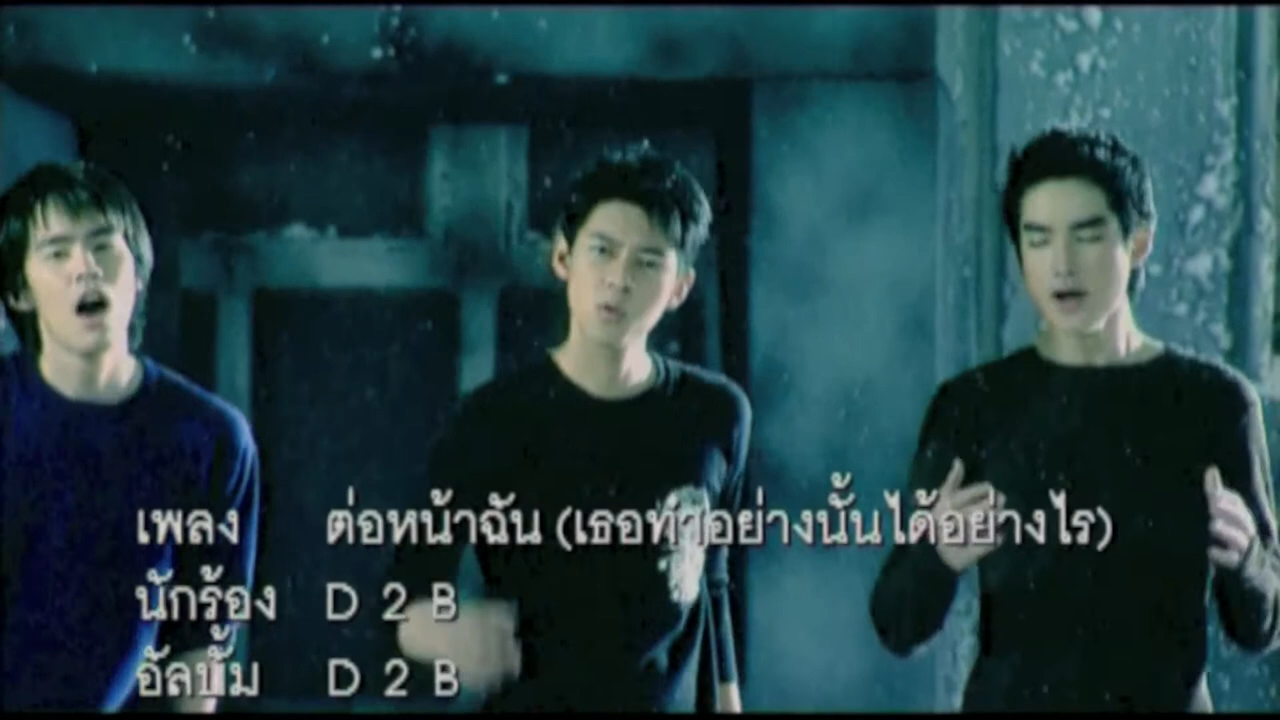 เพลง ต่อหน้าฉัน (เธอทำอย่างนั้นได้อย่างไร)
นักร้อง D 2 B
อัลบั้ม D 2 B